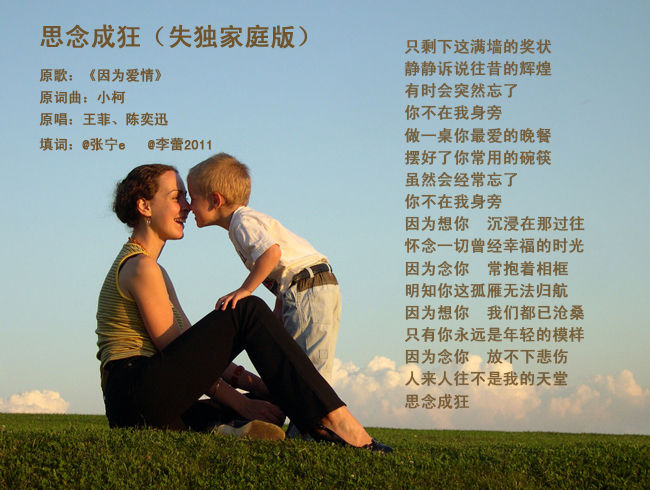 思念成狂（失独家庭版）
原歌：《因为爱情》
原词曲：小柯
原唱：王菲、陈奕迅
填词：@张宁e @李蕾2011
只剩下这满墙的奖状
静静诉说往昔的辉煌
有时会突然忘了
你不在我身旁
做一桌你最爱的晚餐
摆好了你常用的碗筷
虽然会经常忘了
你不在我身旁
因为想你 沉浸在那过往
怀念一切曾经幸福的时光
因为念你 常抱着相框
明知你这孤雁无法归航
因为想你 我们都已沧桑
只有你永远是年轻的模样
因为念你 放不下悲伤
人来人往不是我的天堂
思念成狂